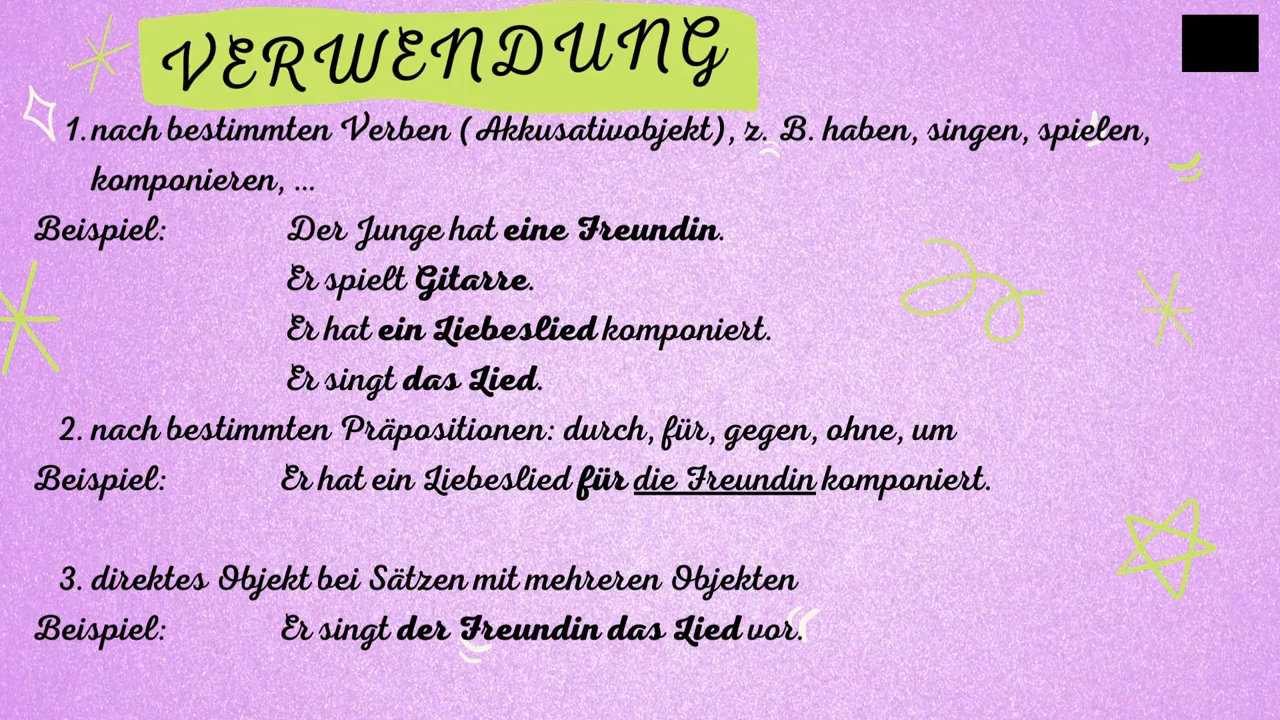 VERWENDUNG
1. nach bestimmten Verben (Akkusativobjekt), z. B. haben, singen, spielen,
komponieren, ...
Beispiel: Der Junge hat eine Freundin.
Er spielt Gitarre.
Er hat ein Liebeslied komponiert.
Er singt das Lied.
2. nach bestimmten Präpositionen: durch, für, gegen, ohne, um
Beispiel: Er hat ein Liebeslied für die Freundin komponiert.
3. direktes Objekt bei Sätzen mit mehreren Objekten
Beispiel: Er singt der Freundin das Lied vor.